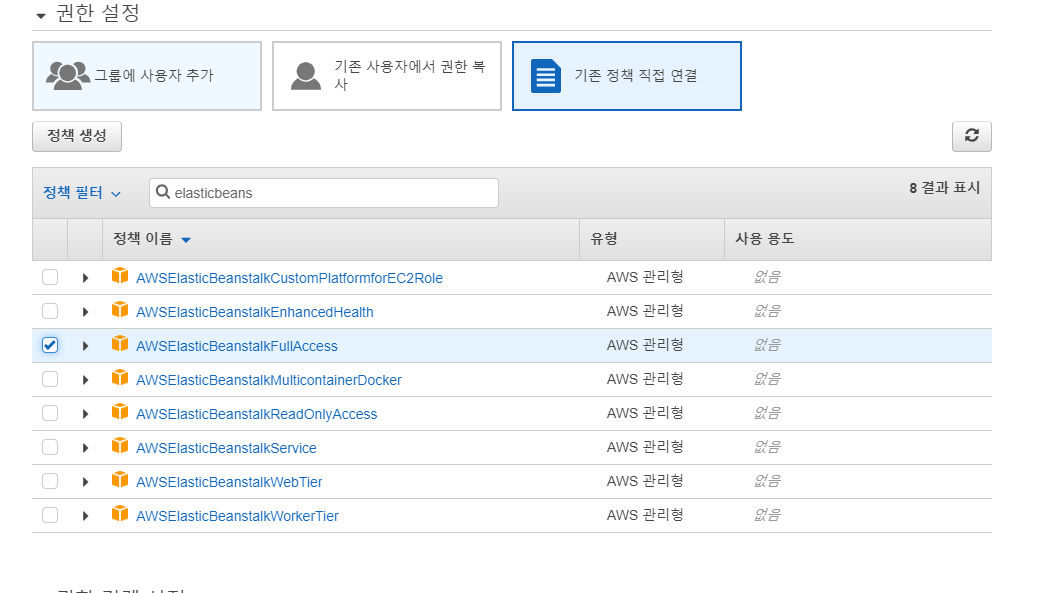 권한 설정
그룹에 사용자 추가
기존 사용자에서 권한 복
사
기존 정책 직접 연결
정책 생성
정책 필터
elasticbeans
8 결과 표시
정책 이름 유형 사용 용도
AWSElasticBeanstalkCustomPlatformforEC2Role AWS 관리형 없음
AWSElasticBeanstalkEnhancedHealth AWS 관리형 없음
AWSElasticBeanstalkFullAccess AWS 관리형 없음
AWSElasticBeanstalkMulticontainerDocker AWS 관리형 없음
AWSElasticBeanstalkReadOnlyAccess AWS 관리형 없음
AWSElasticBeanstalkService AWS 관리형 없음
AWSElasticBeanstalkWebTier AWS 관리형 없음
AWSElasticBeanstalkWorkerTier AWS 관리형 없음